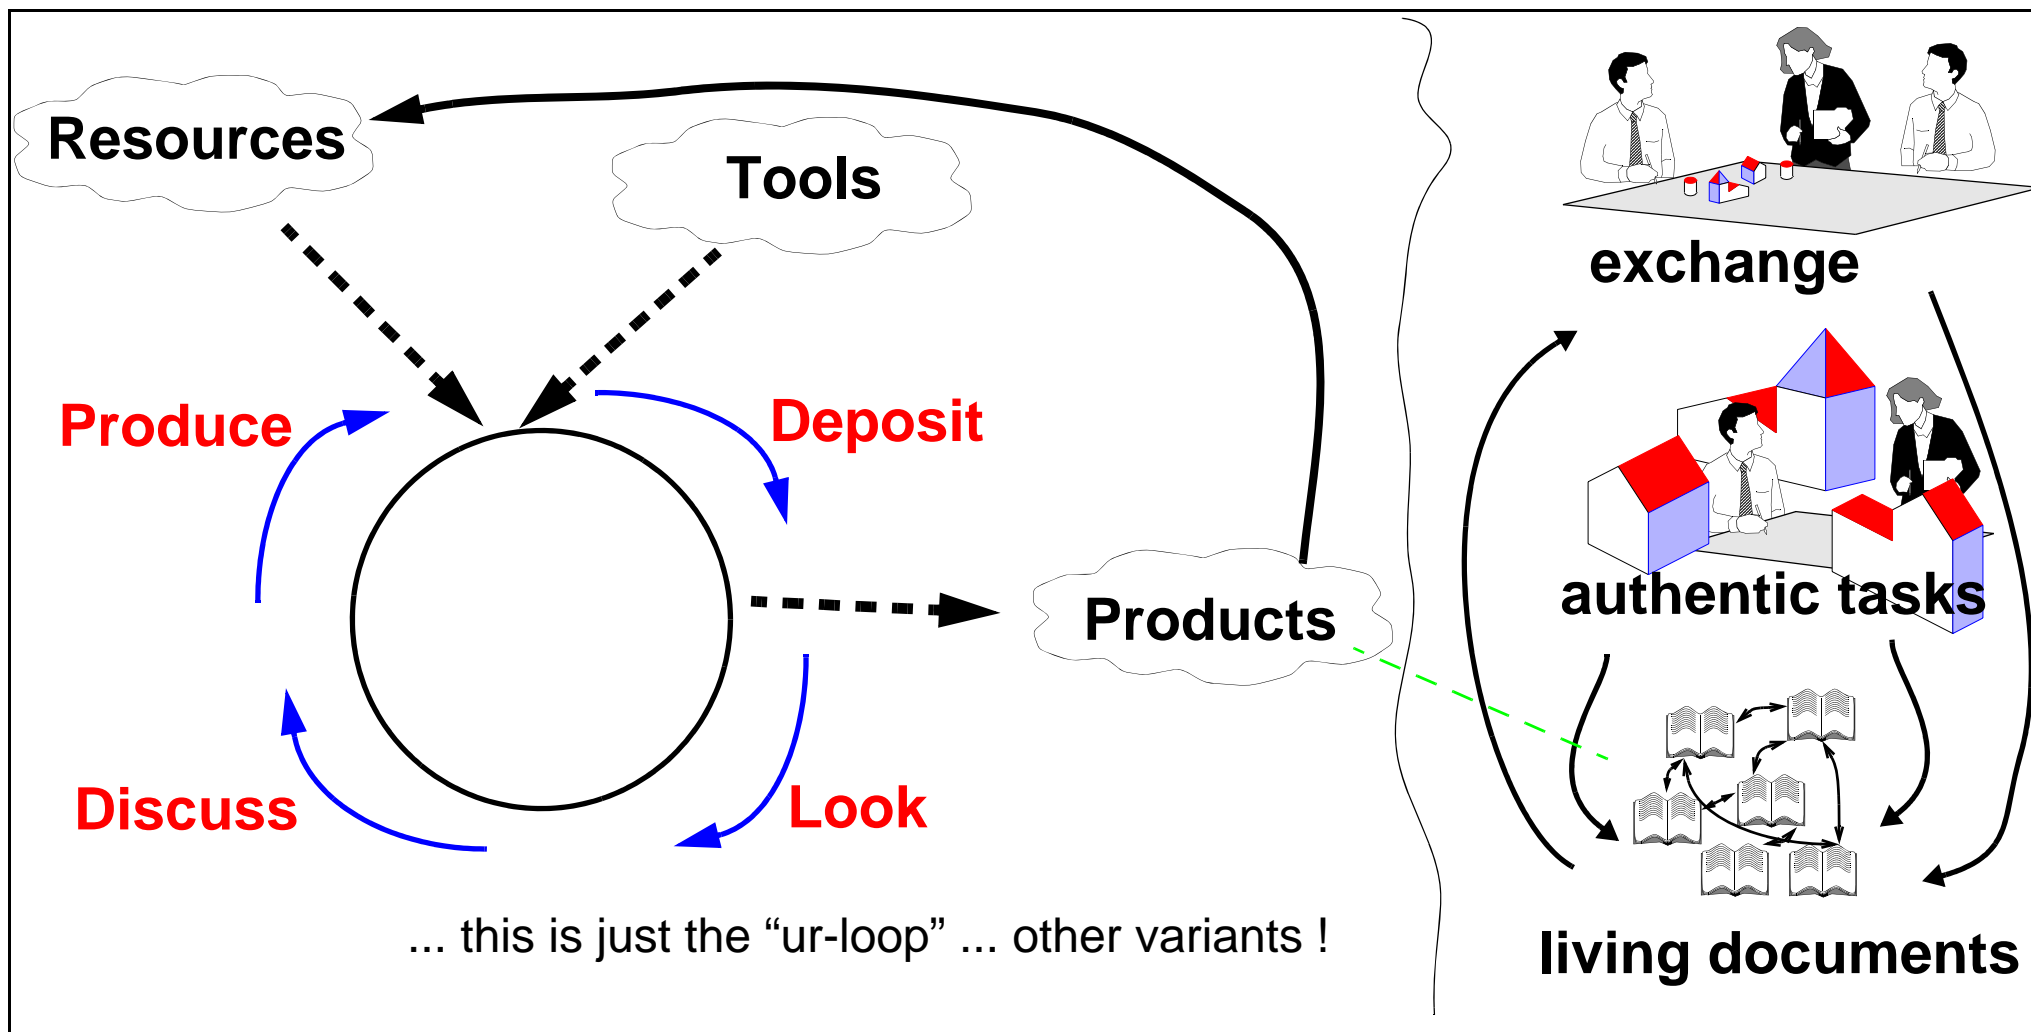 Resources
Tools
Produce
Deposit
Products
Discuss
Look
... this is just the “ur-loop” ... other variants !
exchange
authentic tasks
living documents